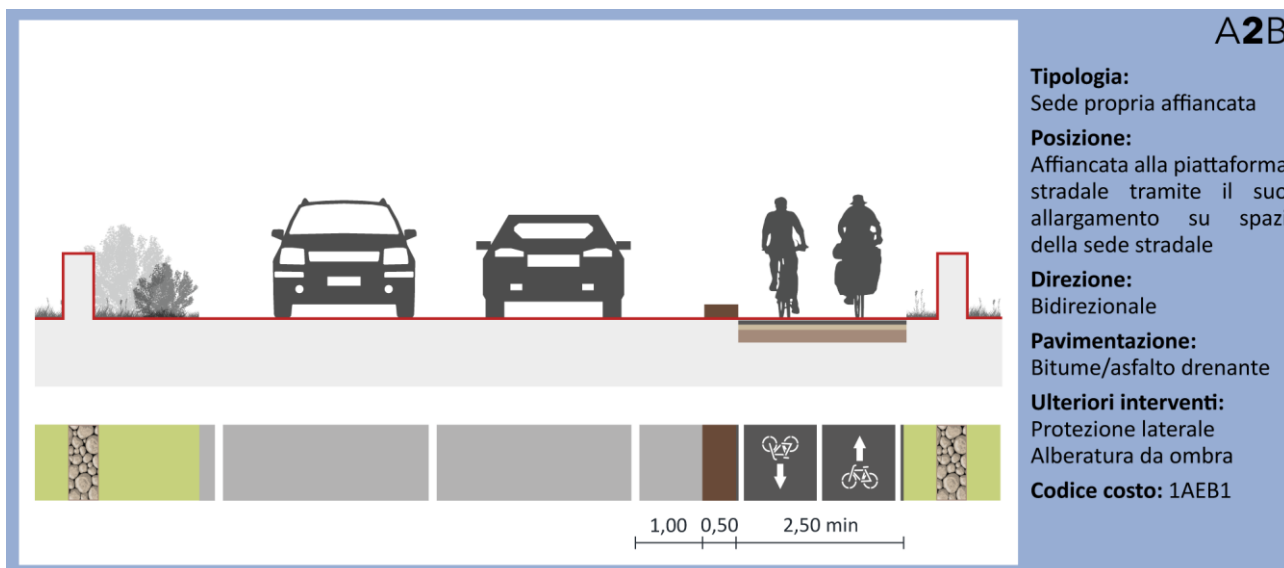 A2B
Tipologia:
Sede propria affiancata
Posizione:
Affiancata alla piattaforma
stradale tramite il suo
allargamento su spazi
della sede stradale
Direzione:
Bidirezionale
Pavimentazione:
Bitume/asfalto drenante
Ulteriori interventi:
Protezione laterale
Alberatura da ombra
Codice costo: 1AEB1
1,00 0,50 2,50 min